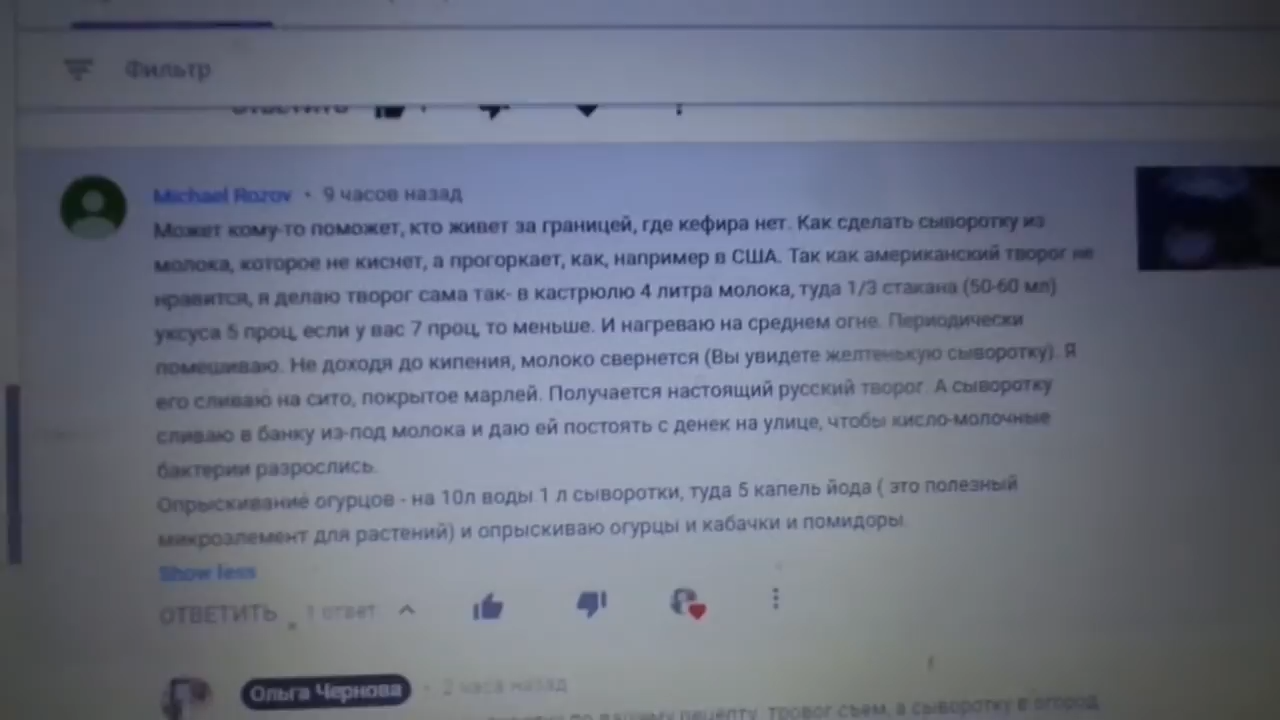 Фильтр
ОТВЕТИТЬ
Michael Rozov • 9 часов назад
Может кому-то поможет, кто живет за границей, где кефира нет. Как сделать сыворотку из
молока, которое не киснет, а прогоркает, как, например в США. Так как американский творог не
нравится, я делаю творог сама так- в кастрюлю 4 литра молока, туда 1/3 стакана (50-60 мл)
уксуса 5 проц, если у вас 7 проц, то меньше. И нагреваю на среднем огне. Периодически
помешиваю. Не доходя до кипения, молоко свернется (Вы увидете желтенькую сыворотку). Я
его сливаю на сито, покрытое марлей. Получается настоящий русский творог. А сыворотку
сливаю в банку из-под молока и даю ей постоять с денек на улице, чтобы кисло-молочные
бактерии разрослись.
Опрыскивание огурцов - на 10л воды 1 л сыворотки, туда 5 капель йода ( это полезный
микроэлемент для растений) и опрыскиваю огурцы и кабачки и помидоры.
Show less
ОТВЕТИТЬ 1 ответ
Ольга Чернова • 2 часа назад
по вашему рецепту, творог съем, а сыворотку в огород